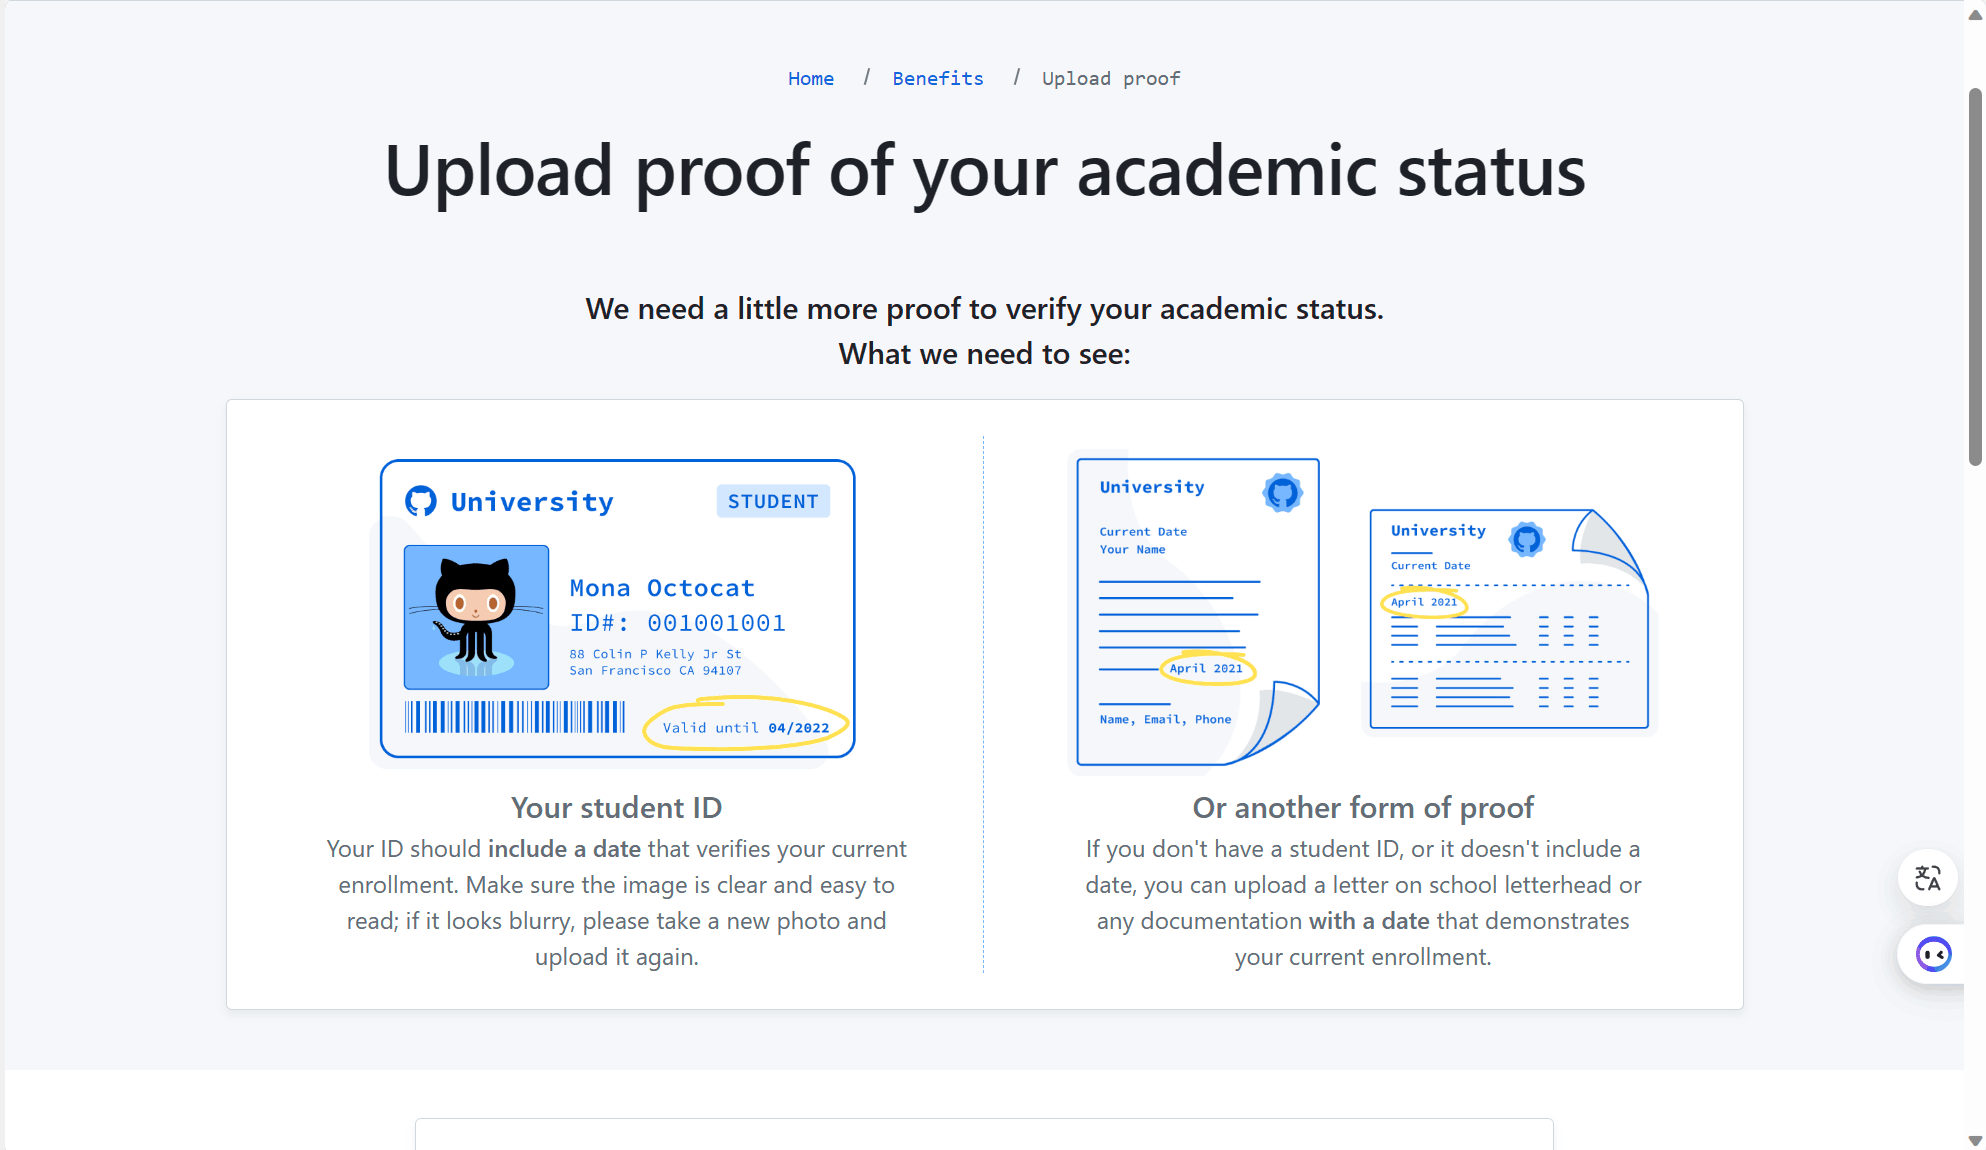 Home / Benefits / Upload proof
Upload proof of your academic status
We need a little more proof to verify your academic status.
What we need to see:
University
STUDENT
Mona Octocat
ID#: 001001001
88 Colin P Kelly Jr St
San Francisco CA 94107
Valid until 04/2022
Your student ID
Your ID should include a date that verifies your current
enrollment. Make sure the image is clear and easy to
read; if it looks blurry, please take a new photo and
upload it again.
University
Current Date
Your Name
April 2021
Name, Email, Phone
University
Current Date
April 2021
Or another form of proof
If you don't have a student ID, or it doesn't include a
date, you can upload a letter on school letterhead or
any documentation with a date that demonstrates
your current enrollment.
文A